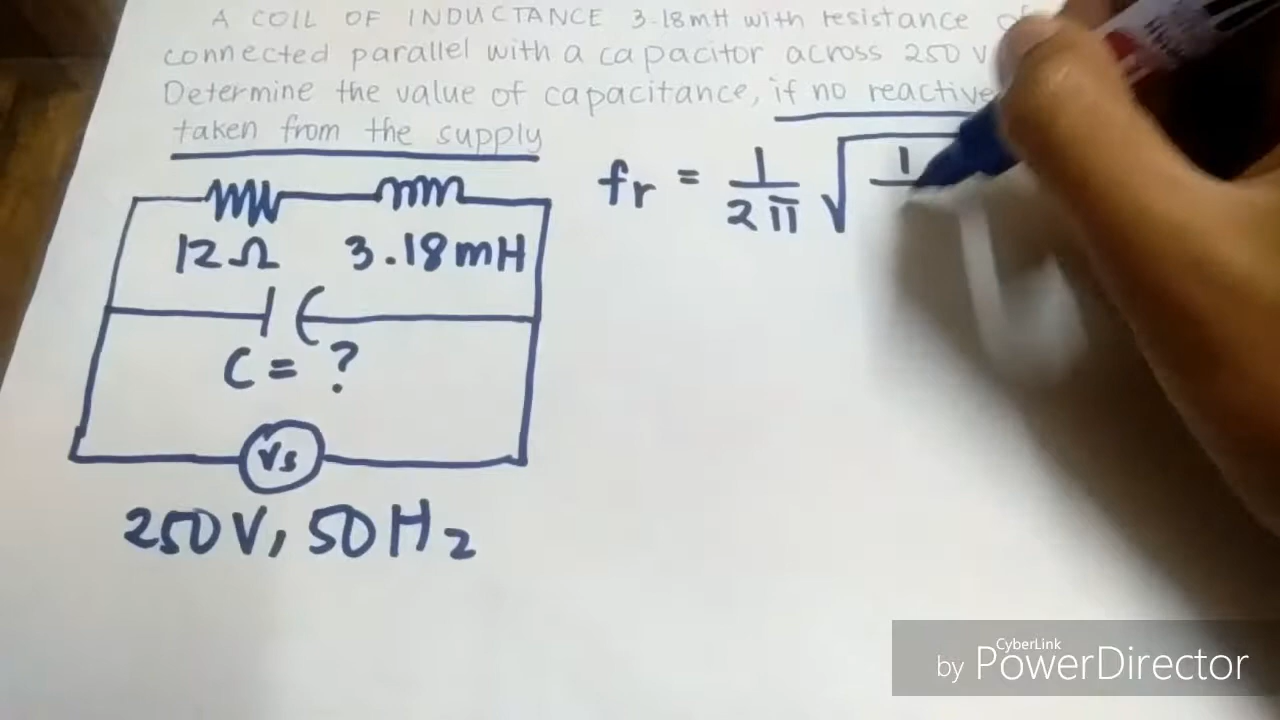 A COIL OF INDUCTANCE 3.18mH with resistance
connected parallel with a capacitor across 250 V
Determine the value of capacitance, if no reactive
taken from the supply
fr = 1/2π √1
12Ω 3.18mH
C = ?
Vs
250V, 50Hz
CyberLink
by PowerDirector